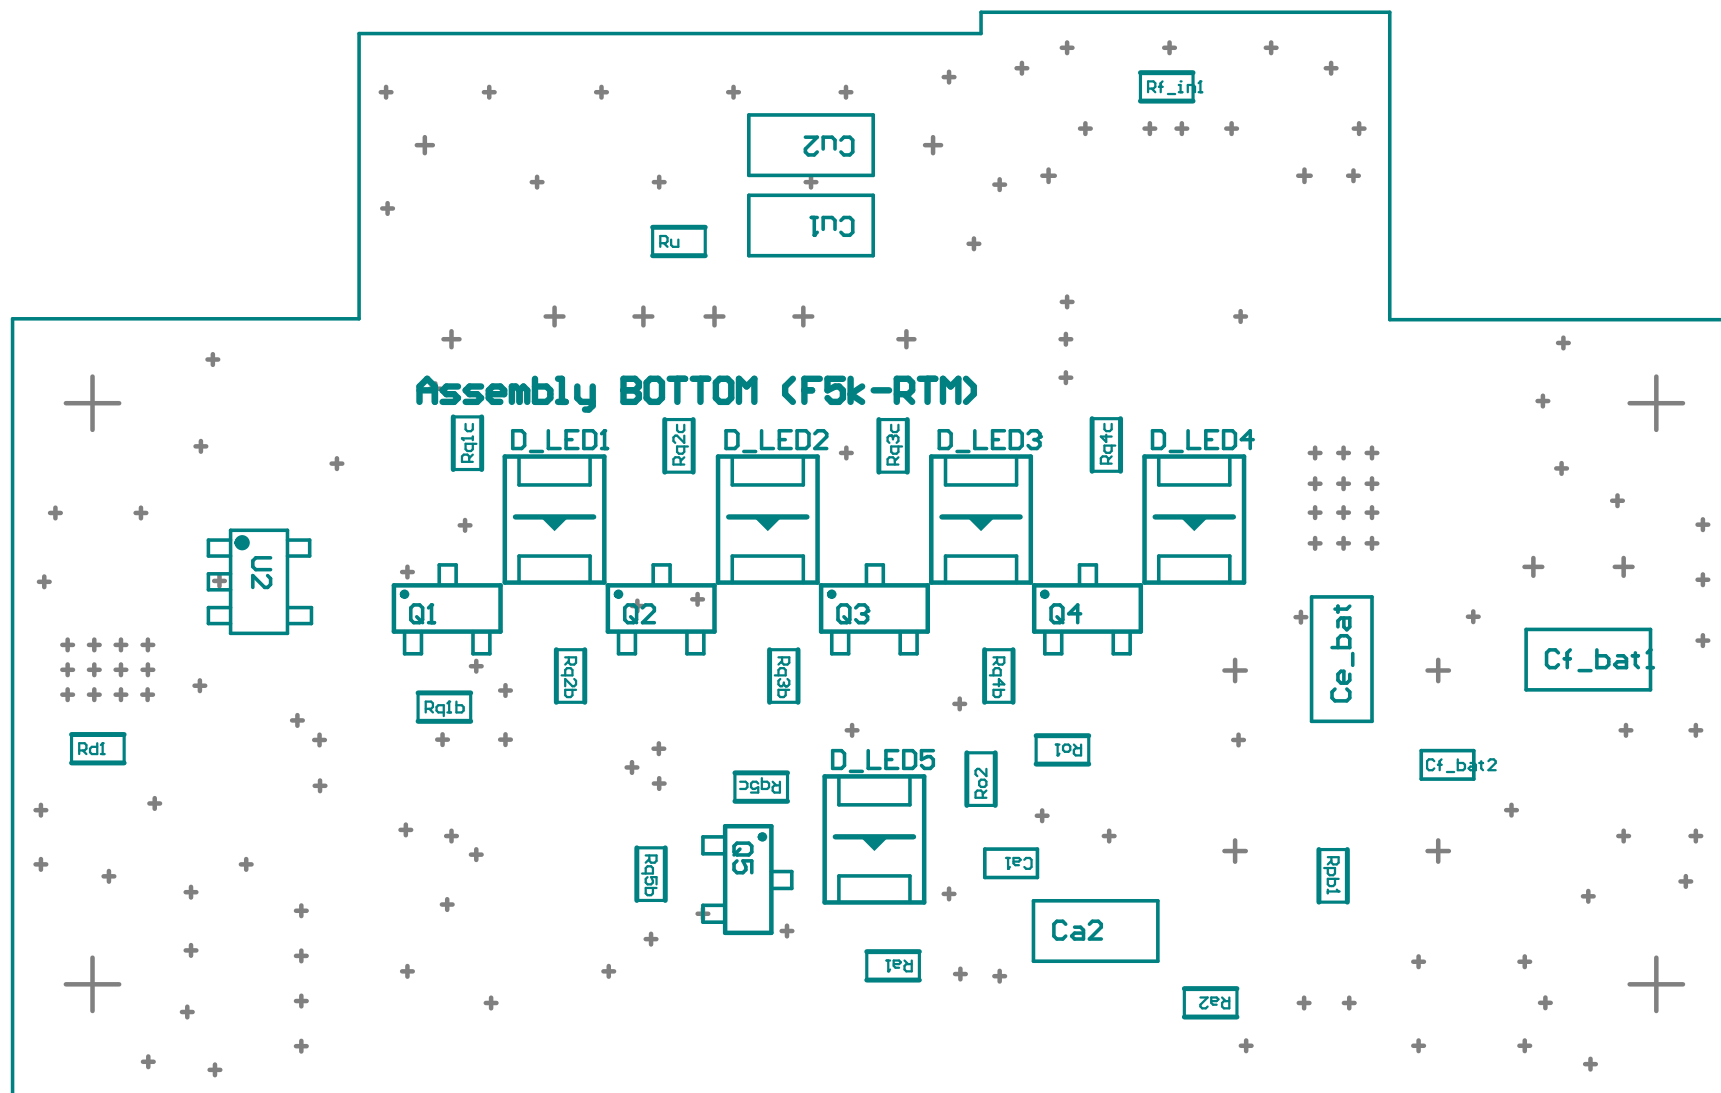 Rf_in1
Cu2
Cu1
Ru
Assembly BOTTOM (F5k-RTM)
Rq1c
D_LED1
Rq2c
D_LED2
Rq3c
D_LED3
Rq4c
D_LED4
U2
Q1
Q2
Q3
Q4
Ce_bat
Cf_bat1
Rq2b
Rq3b
Rq4b
Rq1b
Rd1
Ro1
D_LED5
Ro2
Cf_bat2
Rq5c
Q5
Rq5b
Ca1
Rpb1
Ca2
Ra1
Ra2